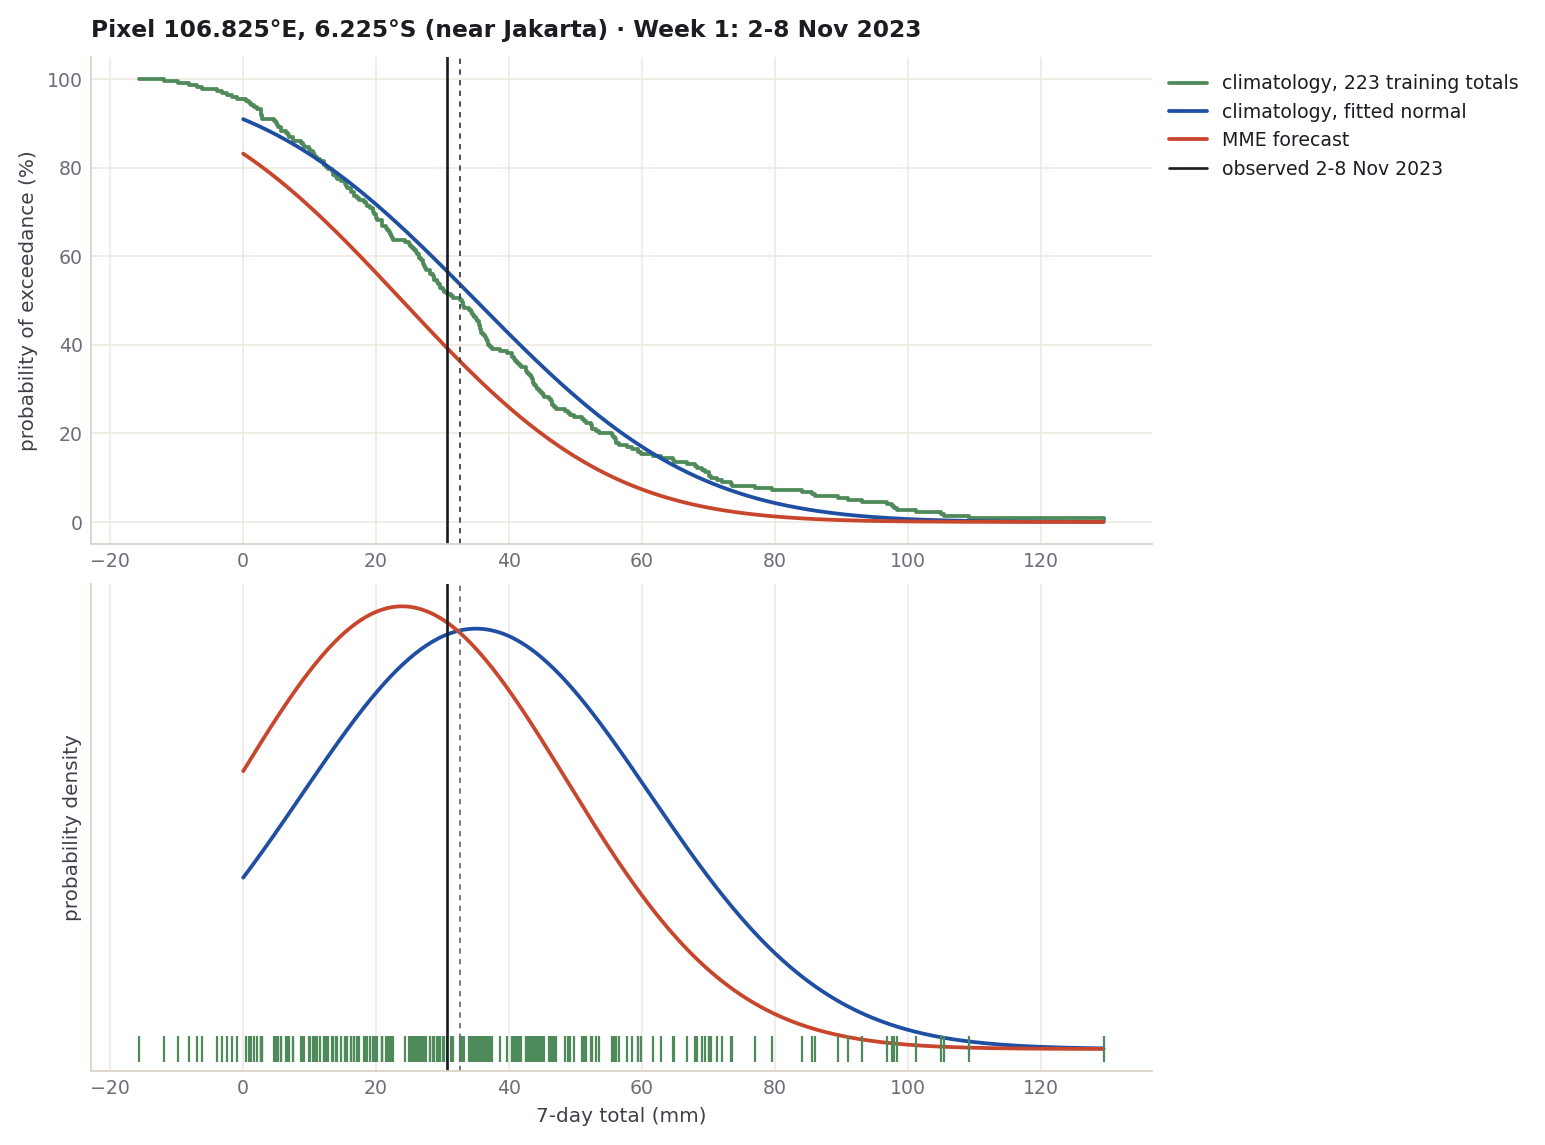 Pixel 106.825°E, 6.225°S (near Jakarta) · Week 1: 2-8 Nov 2023
climatology, 223 training totals
climatology, fitted normal
MME forecast
observed 2-8 Nov 2023
probability of exceedance (%)
100
80
60
40
20
0
−20 0 20 40 60 80 100 120
probability density
−20 0 20 40 60 80 100 120
7-day total (mm)